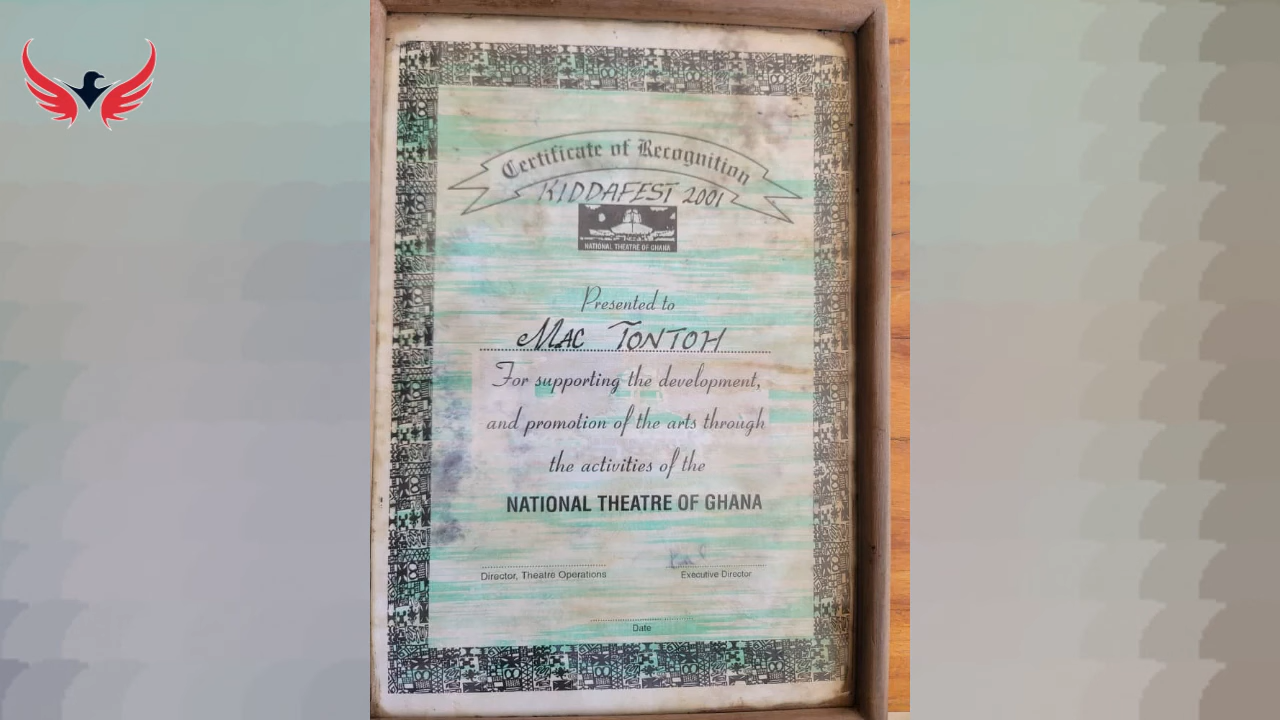 Certificate of Recognition
KIDDAFEST 2001
NATIONAL THEATRE OF GHANA
Presented to
MAC TONTOH
For supporting the development,
and promotion of the arts through
the activities of the
NATIONAL THEATRE OF GHANA
Director, Theatre Operations
Executive Director
Date